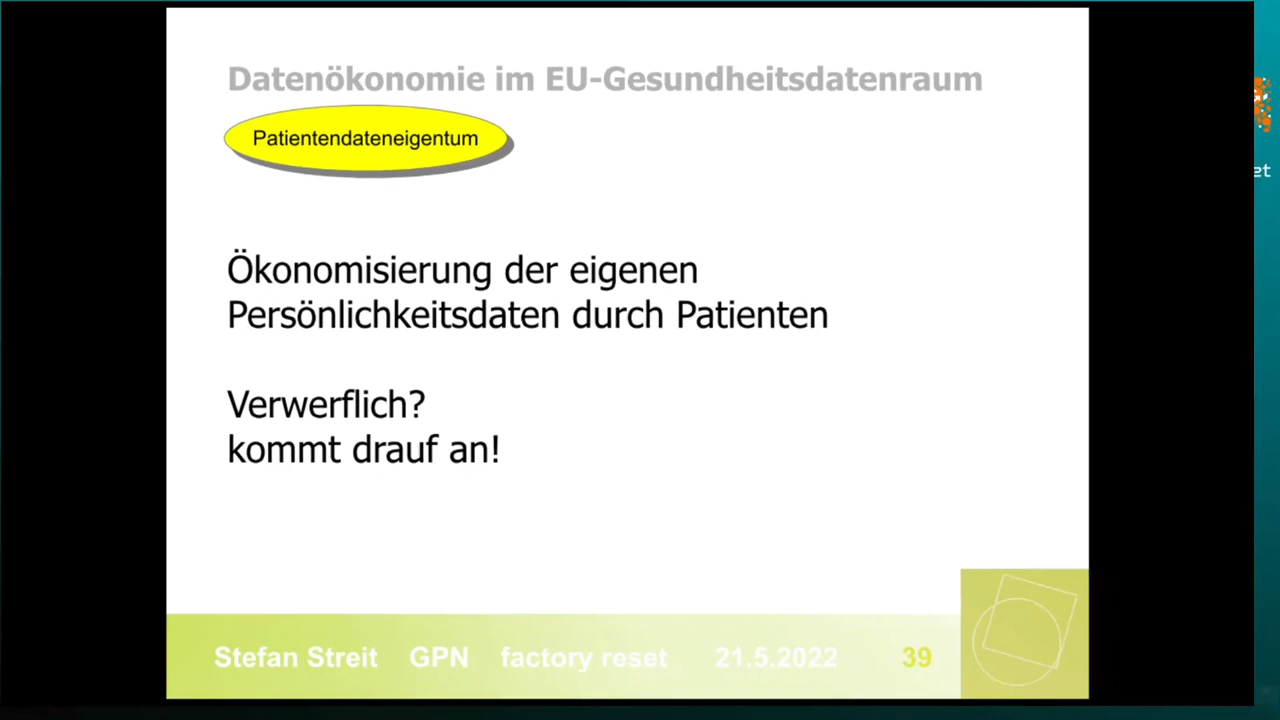 Datenökonomie im EU-Gesundheitsdatenraum
Patientendateneigentum
Ökonomisierung der eigenen
Persönlichkeitsdaten durch Patienten
Verwerflich?
kommt drauf an!
Stefan Streit GPN factory reset 21.5.2022 39
et